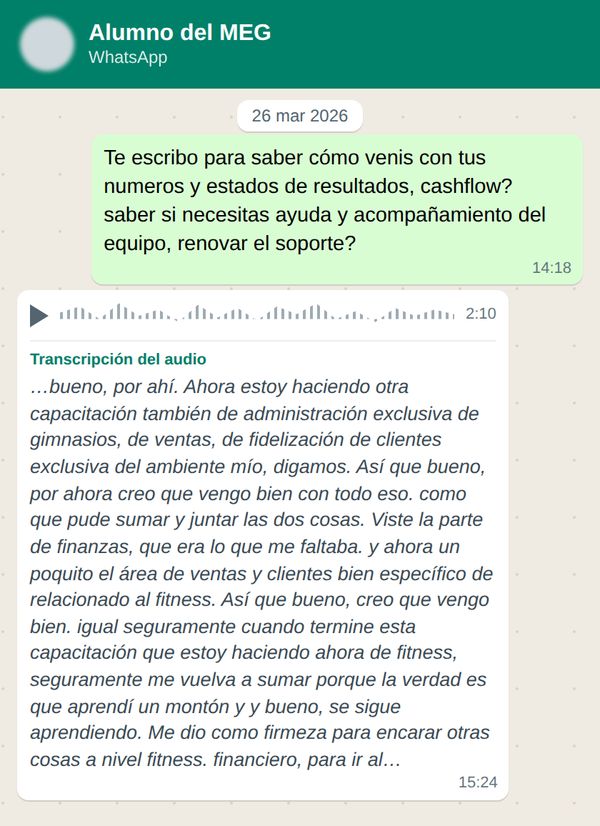 Alumno del MEG
WhatsApp
26 mar 2026
Te escribo para saber cómo venis con tus
numeros y estados de resultados, cashflow?
saber si necesitas ayuda y acompañamiento del
equipo, renovar el soporte?
14:18
2:10
Transcripción del audio
…bueno, por ahí. Ahora estoy haciendo otra
capacitación también de administración exclusiva de
gimnasios, de ventas, de fidelización de clientes
exclusiva del ambiente mío, digamos. Así que bueno,
por ahora creo que vengo bien con todo eso. como
que pude sumar y juntar las dos cosas. Viste la parte
de finanzas, que era lo que me faltaba. y ahora un
poquito el área de ventas y clientes bien específico de
relacionado al fitness. Así que bueno, creo que vengo
bien. igual seguramente cuando termine esta
capacitación que estoy haciendo ahora de fitness,
seguramente me vuelva a sumar porque la verdad es
que aprendí un montón y y bueno, se sigue
aprendiendo. Me dio como firmeza para encarar otras
cosas a nivel fitness. financiero, para ir al…
15:24